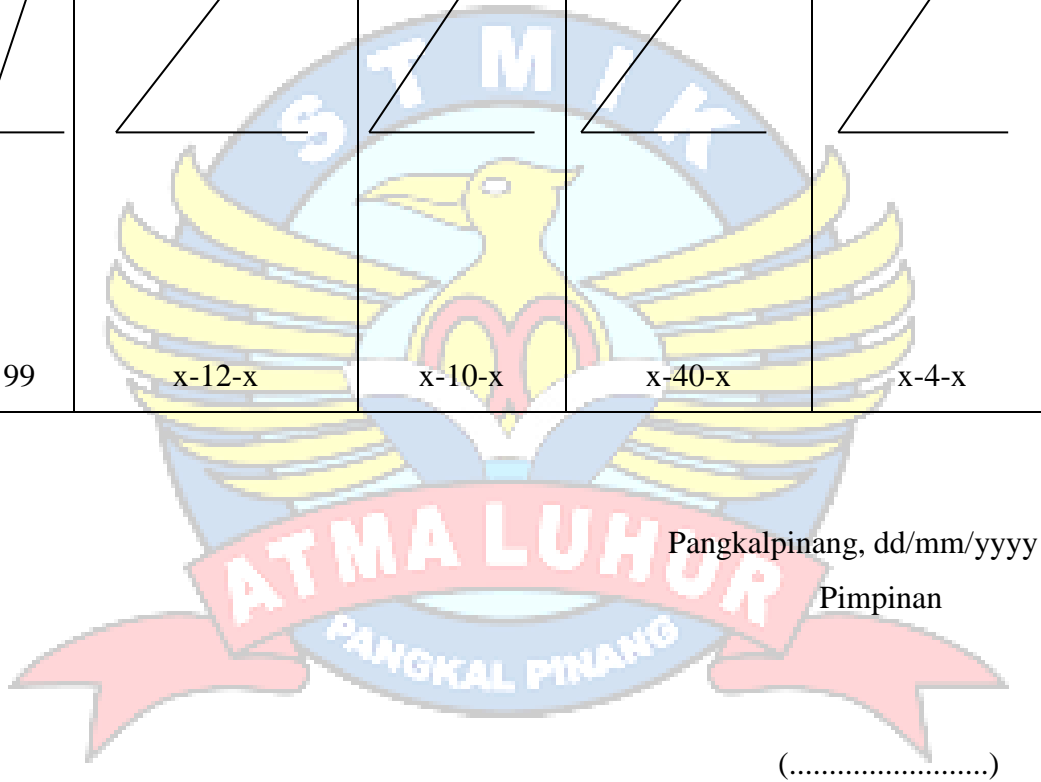 STMIK
99 x-12-x x-10-x x-40-x x-4-x
ATMA LUHUR
Pangkalpinang, dd/mm/yyyy
Pimpinan
PANGKAL PINANG
(.........................)